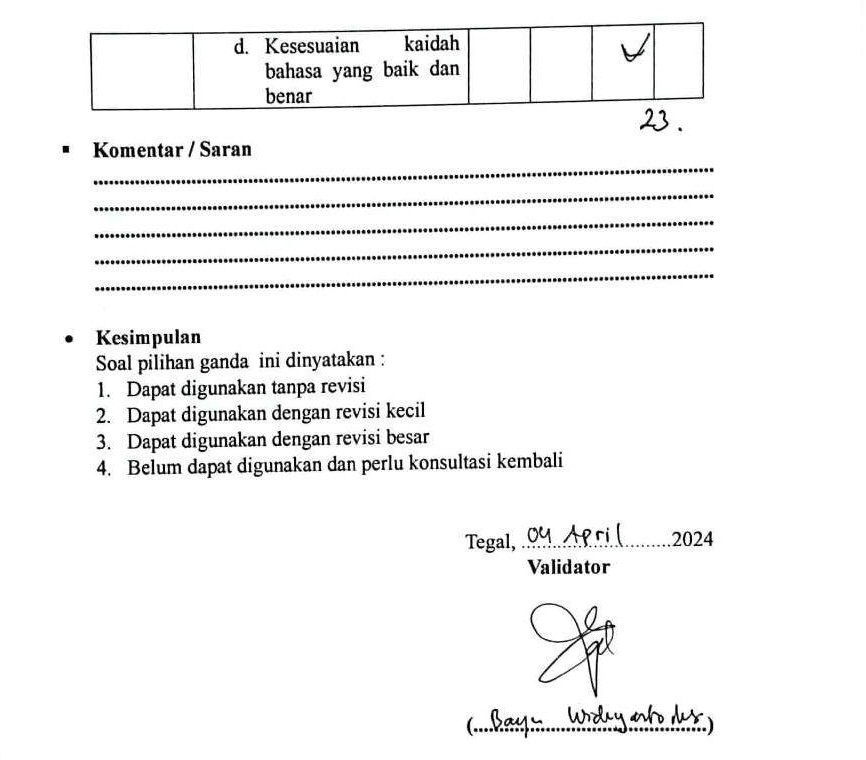 d. Kesesuaian kaidah
bahasa yang baik dan
benar
23.
▪ Komentar / Saran
• Kesimpulan
Soal pilihan ganda ini dinyatakan :
1. Dapat digunakan tanpa revisi
2. Dapat digunakan dengan revisi kecil
3. Dapat digunakan dengan revisi besar
4. Belum dapat digunakan dan perlu konsultasi kembali
Tegal, 04 April 2024
Validator
(Bayu